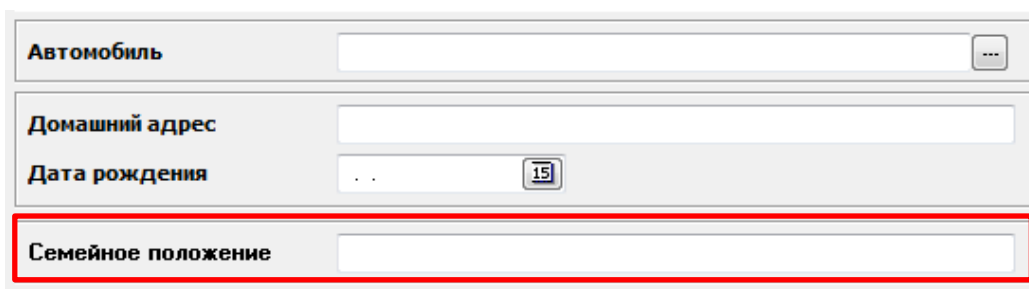 Автомобиль ...
Домашний адрес
Дата рождения . . 15
Семейное положение